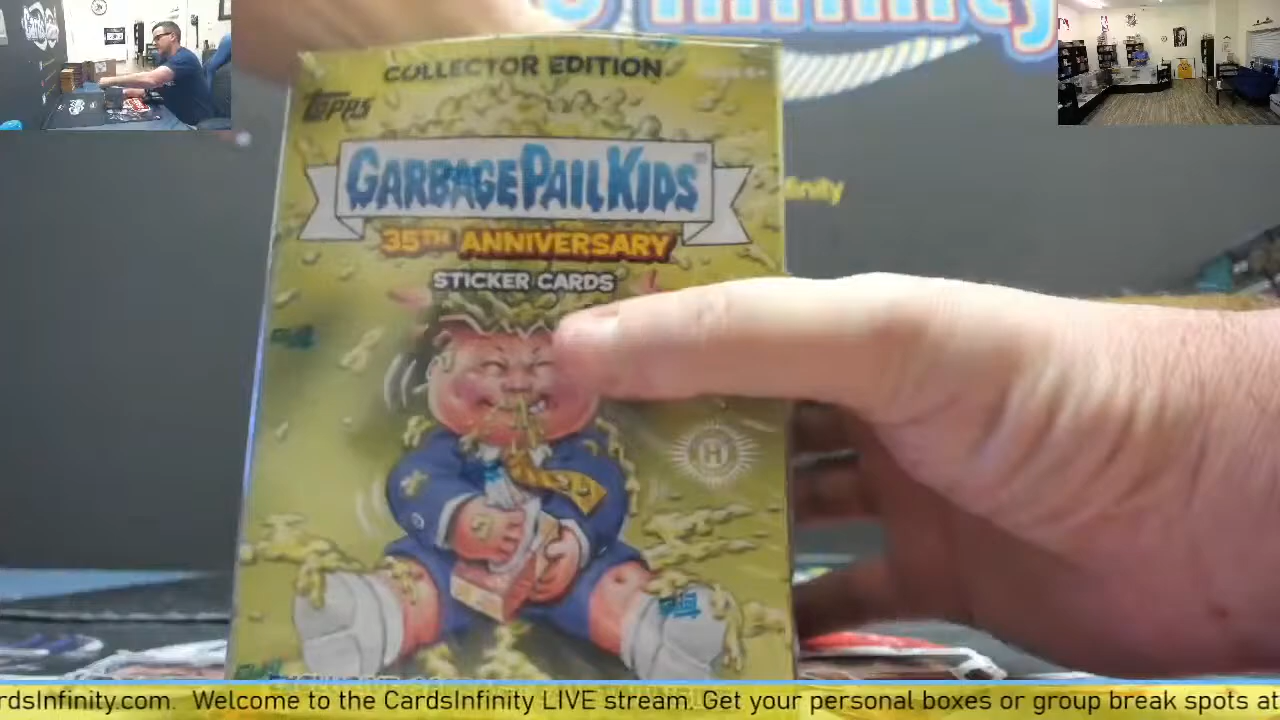 COLLECTOR EDITION
TOPPS
GARBAGE PAIL KIDS
35TH ANNIVERSARY
STICKER CARDS
H
Infinity
rdsInfinity.com. Welcome to the CardsInfinity LIVE stream. Get your personal boxes or group break spots at